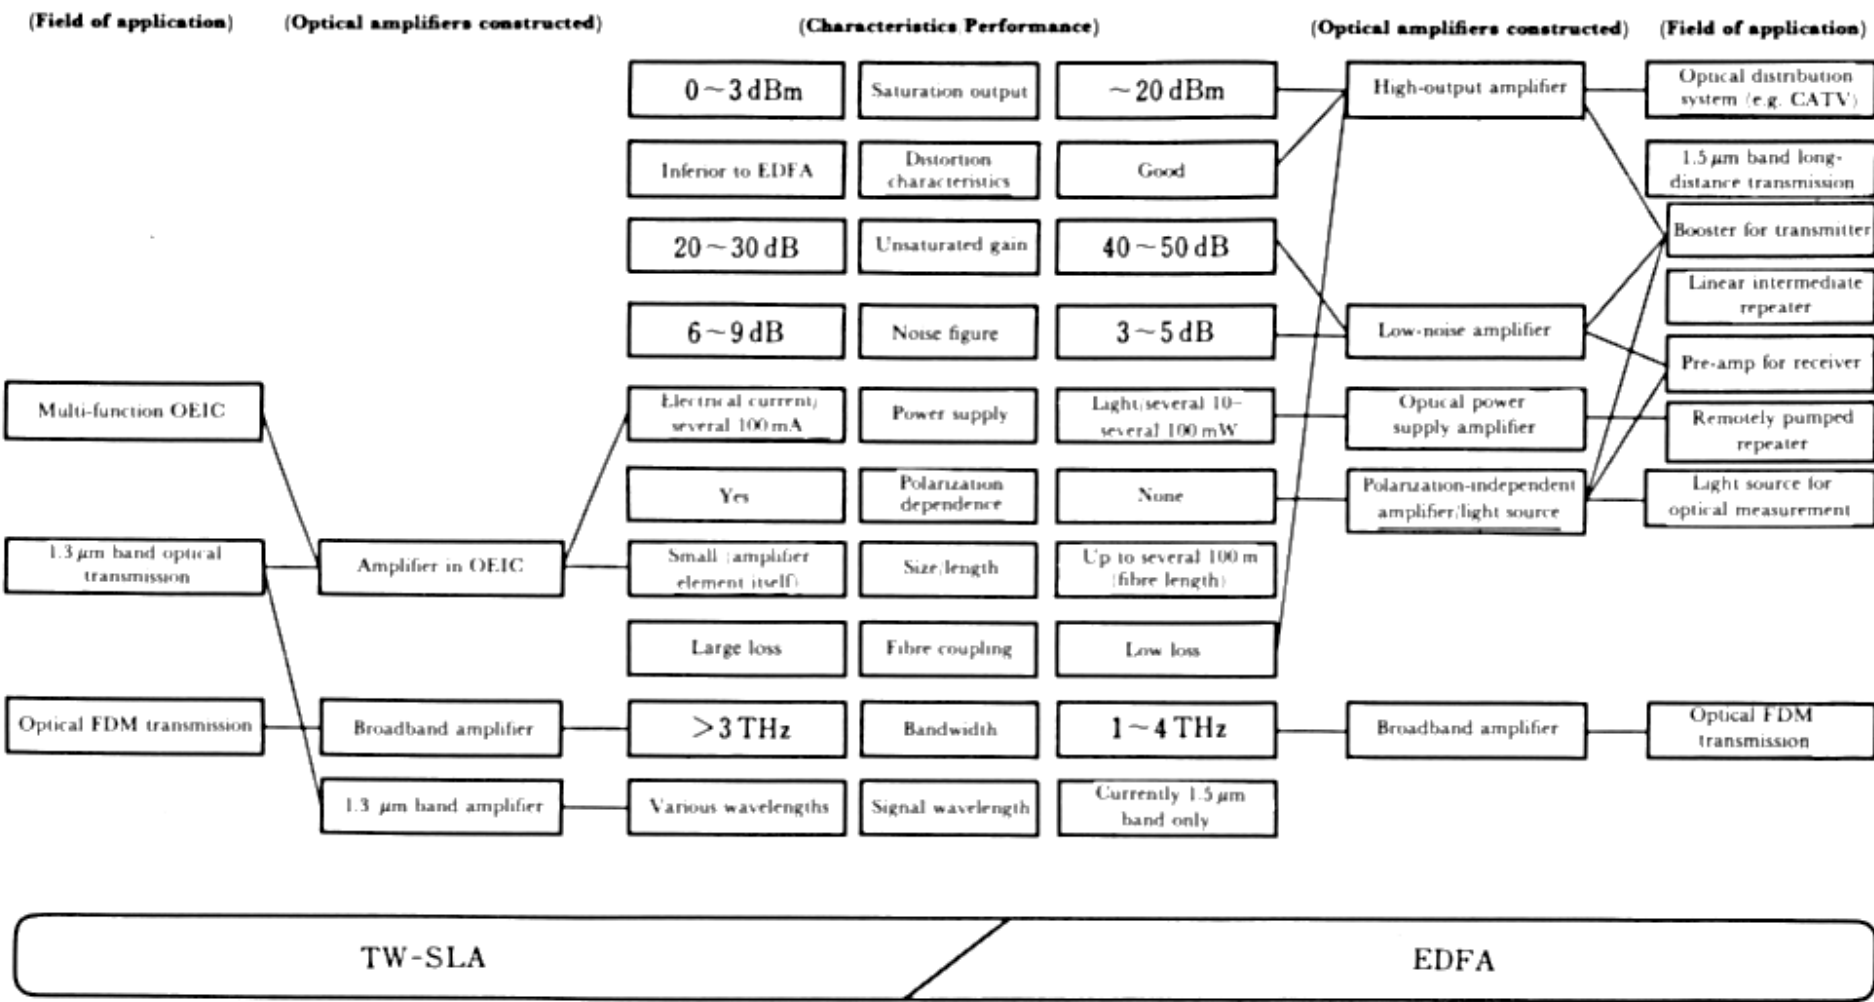 (Field of application)
(Optical amplifiers constructed)
(Characteristics Performance)
(Optical amplifiers constructed)
(Field of application)
0~3 dBm
Saturation output
~20 dBm
High-output amplifier
Optical distribution
system (e.g. CATV)
Inferior to EDFA
Distortion
characteristics
Good
1.5 μm band long-
distance transmission
20~30 dB
Unsaturated gain
40~50 dB
Booster for transmitter
Linear intermediate
repeater
6~9 dB
Noise figure
3~5 dB
Low-noise amplifier
Pre-amp for receiver
Multi-function OEIC
Electrical current/
several 100 mA
Power supply
Light/several 10–
several 100 mW
Optical power
supply amplifier
Remotely pumped
repeater
Yes
Polarization
dependence
None
Polarization-independent
amplifier/light source
Light source for
optical measurement
1.3 μm band optical
transmission
Amplifier in OEIC
Small (amplifier
element itself)
Size/length
Up to several 100 m
(fibre length)
Large loss
Fibre coupling
Low loss
Optical FDM transmission
Broadband amplifier
>3 THz
Bandwidth
1~4 THz
Broadband amplifier
Optical FDM
transmission
1.3 μm band amplifier
Various wavelengths
Signal wavelength
Currently 1.5 μm
band only
TW-SLA
EDFA